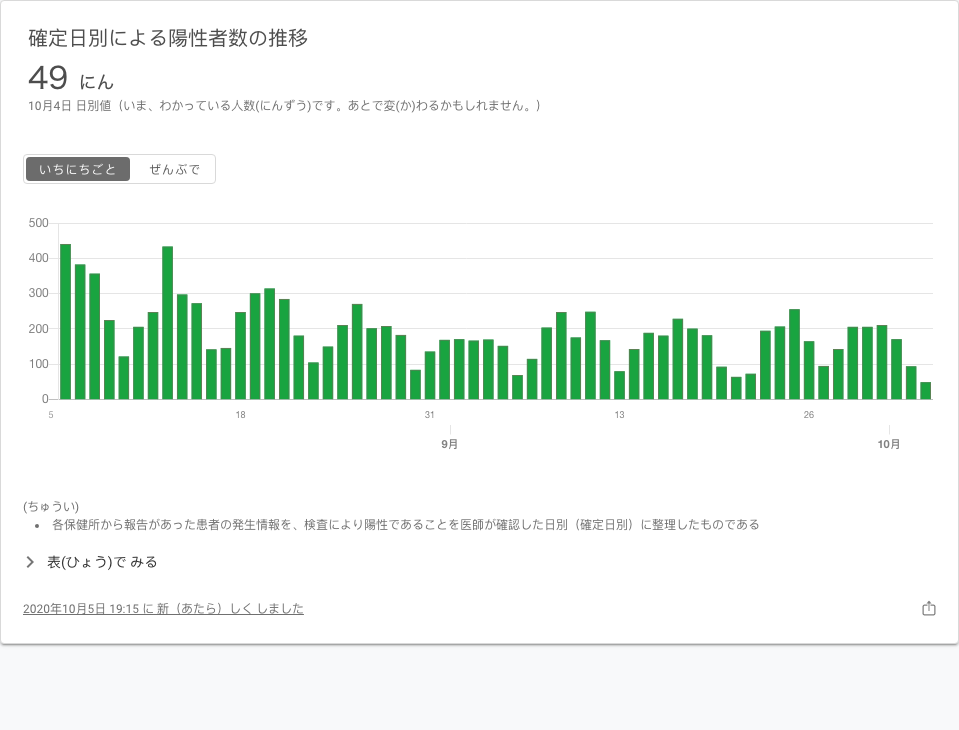 確定日別による陽性者数の推移
49 にん
10月4日 日別値（いま、わかっている人数(にんずう)です。あとで変(か)わるかもしれません。）
いちにちごと ぜんぶで
500
400
300
200
100
0
5 18 31 13 26
9月 10月
(ちゅうい)
• 各保健所から報告があった患者の発生情報を、検査により陽性であることを医師が確認した日別（確定日別）に整理したものである
表(ひょう)で みる
2020年10月5日 19:15 に 新（あたら）しく しました